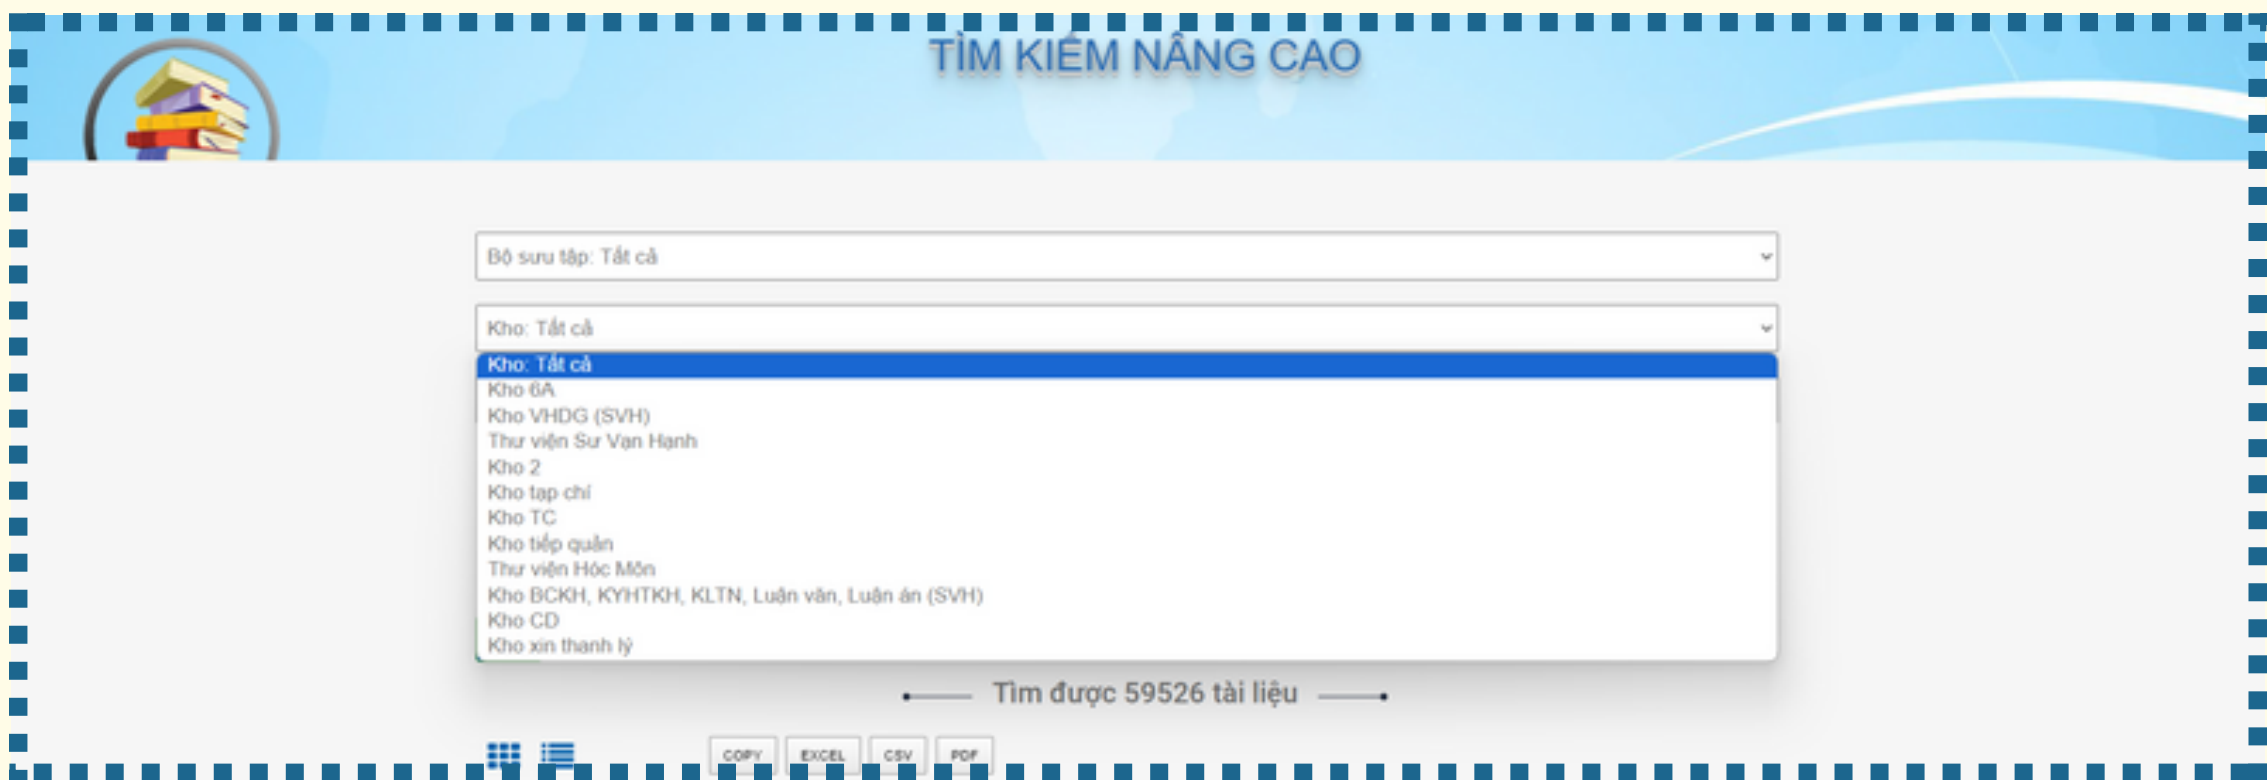 TÌM KIẾM NÂNG CAO
Bộ sưu tập: Tất cả
Kho: Tất cả
Kho: Tất cả
Kho 6A
Kho VHDG (SVH)
Thư viện Sư Vạn Hạnh
Kho 2
Kho tạp chí
Kho TC
Kho tiếp quản
Thư viện Hóc Môn
Kho BCKH, KYHTKH, KLTN, Luận văn, Luận án (SVH)
Kho CD
Kho xin thanh lý
Tìm được 59526 tài liệu
COPY EXCEL CSV PDF